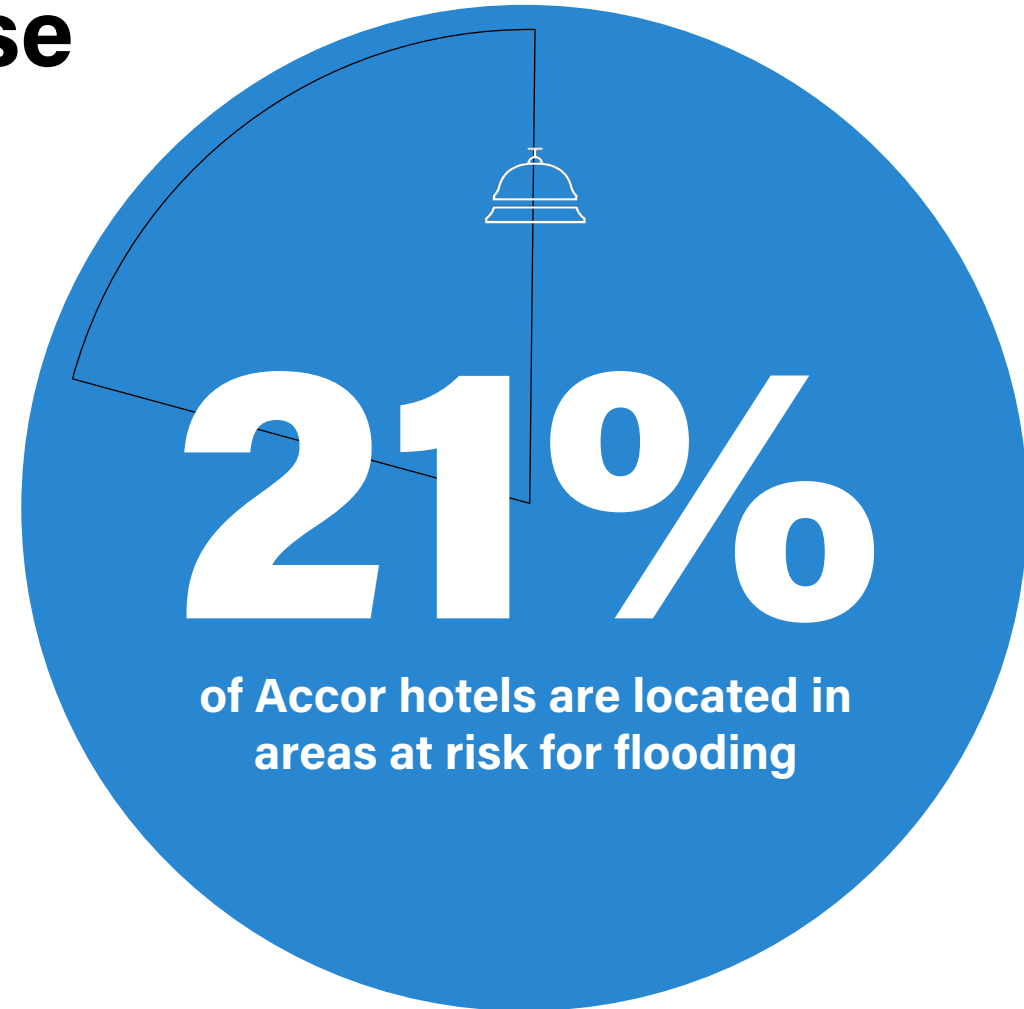 se
21%
of Accor hotels are located in
areas at risk for flooding